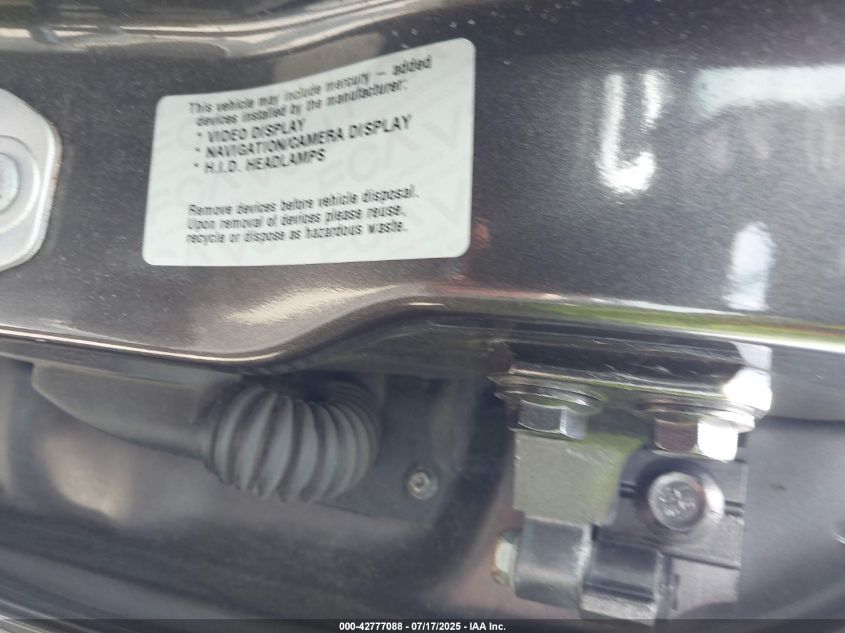 This vehicle may include mercury - added
devices installed by the manufacturer:
* VIDEO DISPLAY
* NAVIGATION/CAMERA DISPLAY
* H.I.D. HEADLAMPS
Remove devices before vehicle disposal.
Upon removal of devices please reuse,
recycle or dispose as hazardous waste.
000-42777088 - 07/17/2025 - IAA Inc.